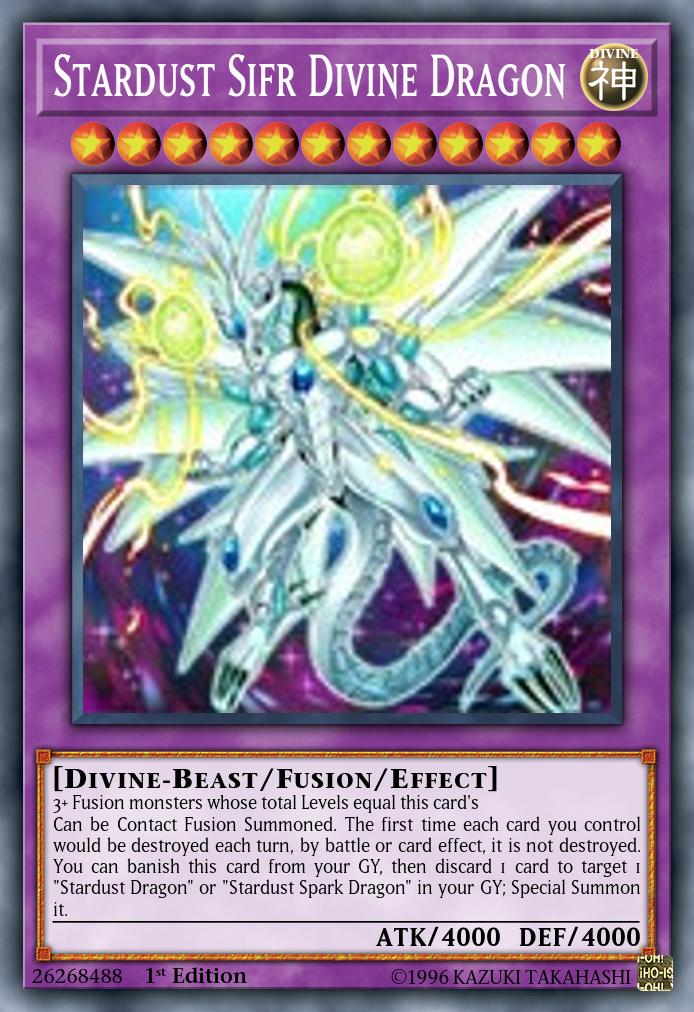 STARDUST SIFR DIVINE DRAGON
DIVINE
神
[DIVINE-BEAST/FUSION/EFFECT]
3+ Fusion monsters whose total Levels equal this card's
Can be Contact Fusion Summoned. The first time each card you control
would be destroyed each turn, by battle or card effect, it is not destroyed.
You can banish this card from your GY, then discard 1 card to target 1
"Stardust Dragon" or "Stardust Spark Dragon" in your GY; Special Summon
it.
ATK/4000 DEF/4000
26268488 1st Edition ©1996 KAZUKI TAKAHASHI